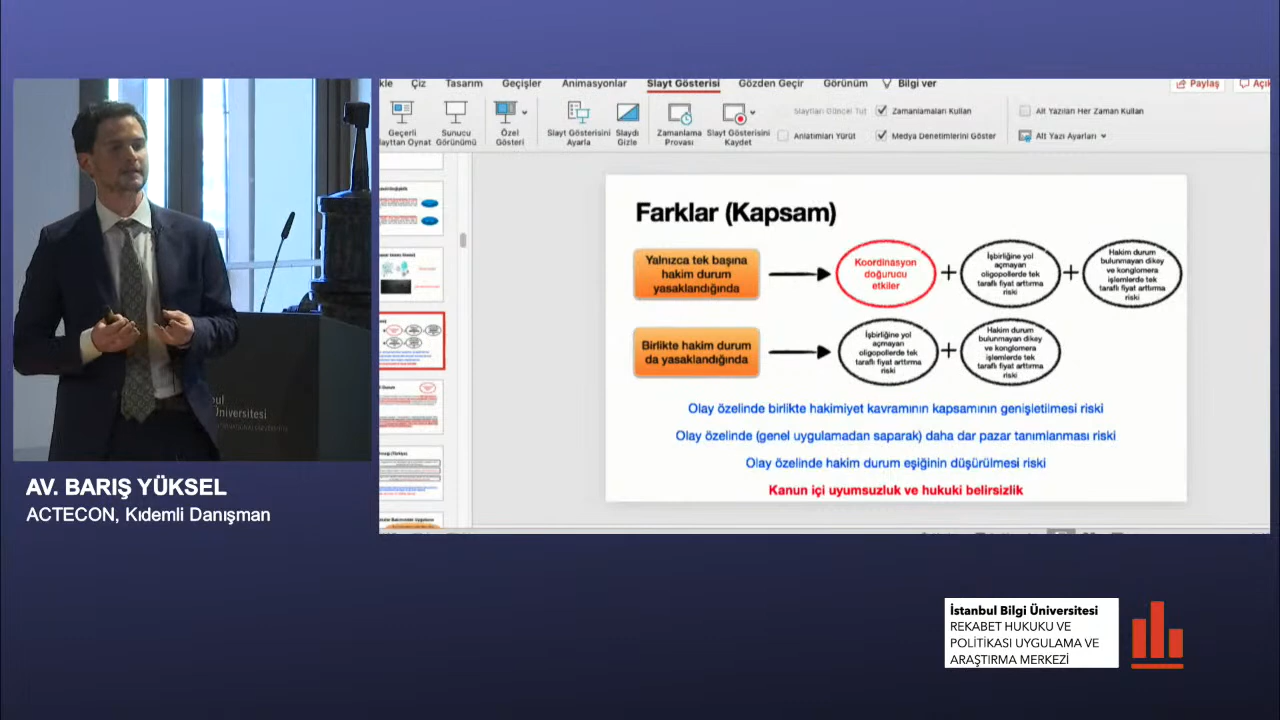 kle Çiz Tasarım Geçişler Animasyonlar Slayt Gösterisi Gözden Geçir Görünüm Bilgi ver Paylaş Açık
Geçerli
layttan Oynat
Sunucu
Görünümü
Özel
Gösteri
Slayt Gösterisini
Ayarla
Slaydı
Gizle
Zamanlama
Provası
Slayt Gösterisini
Kaydet
Slaytları Güncel Tut
Anlatımları Yürüt
Zamanlamaları Kullan
Medya Denetimlerini Göster
Alt Yazıları Her Zaman Kullan
Alt Yazı Ayarları
Farklar (Kapsam)
Yalnızca tek başına
hakim durum
yasaklandığında
Koordinasyon
doğurucu
etkiler
+
İşbirliğine yol
açmayan
oligopollerde tek
taraflı fiyat arttırma
riski
+
Hakim durum
bulunmayan dikey
ve konglomera
işlemlerde tek
taraflı fiyat arttırma
riski
Birlikte hakim durum
da yasaklandığında
İşbirliğine yol
açmayan
oligopollerde tek
taraflı fiyat arttırma
riski
+
Hakim durum
bulunmayan dikey
ve konglomera
işlemlerde tek
taraflı fiyat arttırma
riski
Olay özelinde birlikte hakimiyet kavramının kapsamının genişletilmesi riski
Olay özelinde (genel uygulamadan saparak) daha dar pazar tanımlanması riski
Olay özelinde hakim durum eşiğinin düşürülmesi riski
Kanun içi uyumsuzluk ve hukuki belirsizlik
Üniversitesi
AV. BARIŞ YÜKSEL
ACTECON, Kıdemli Danışman
İstanbul Bilgi Üniversitesi
REKABET HUKUKU VE
POLİTİKASI UYGULAMA VE
ARAŞTIRMA MERKEZİ